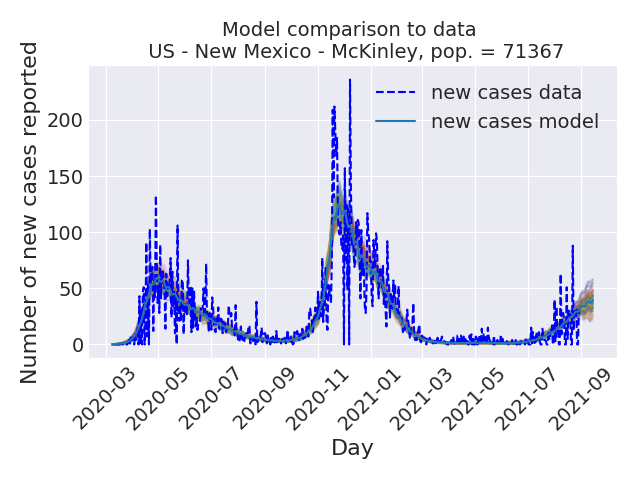 Model comparison to data
US - New Mexico - McKinley, pop. = 71367
Number of new cases reported
200
150
100
50
0
new cases data
new cases model
2020-03
2020-05
2020-07
2020-09
2020-11
2021-01
2021-03
2021-05
2021-07
2021-09
Day